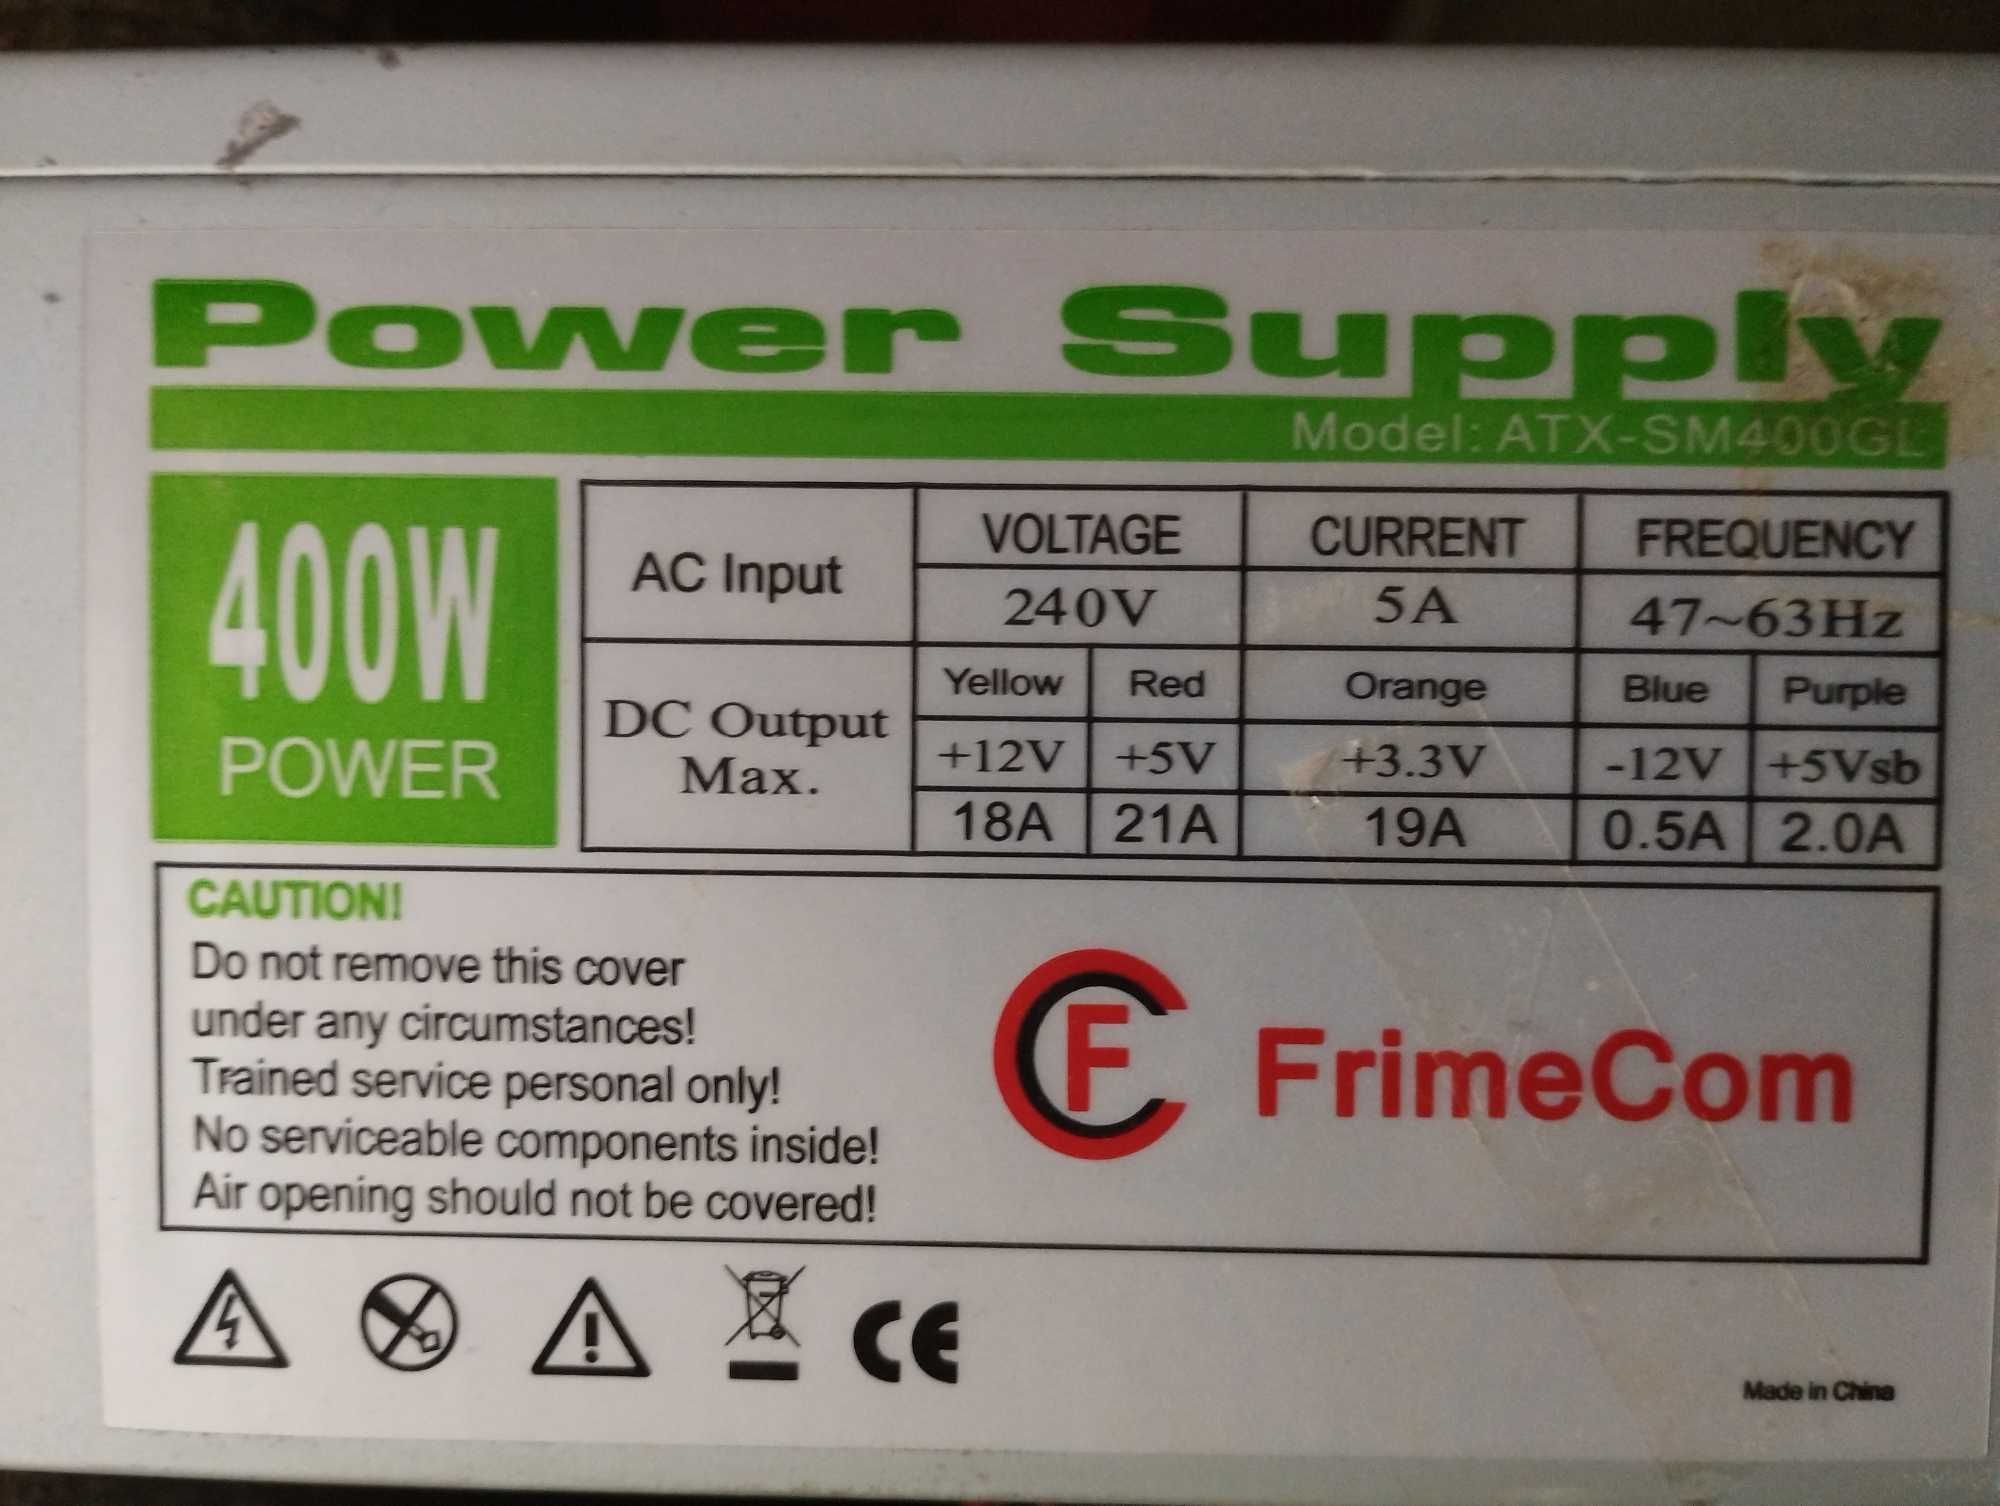 Power Supply
Model: ATX-SM400GL
400W
POWER
AC Input
VOLTAGE CURRENT FREQUENCY
240V 5A 47~63Hz
DC Output
Max.
Yellow Red Orange Blue Purple
+12V +5V +3.3V -12V +5Vsb
18A 21A 19A 0.5A 2.0A
CAUTION!
Do not remove this cover
under any circumstances!
Trained service personal only!
No serviceable components inside!
Air opening should not be covered!
CF FrimeCom
CE
Made in China